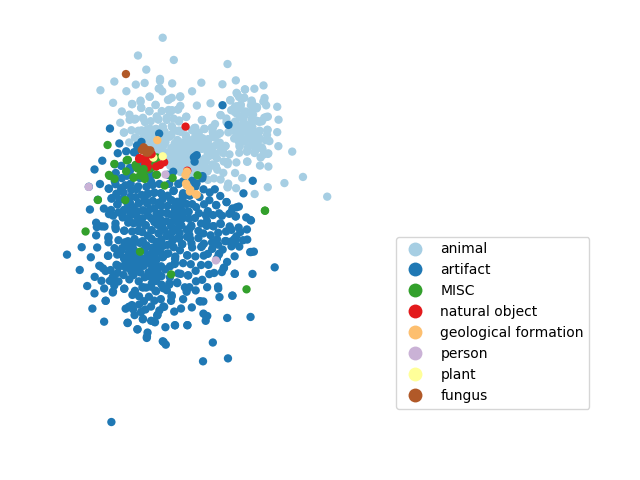 animal
artifact
MISC
natural object
geological formation
person
plant
fungus